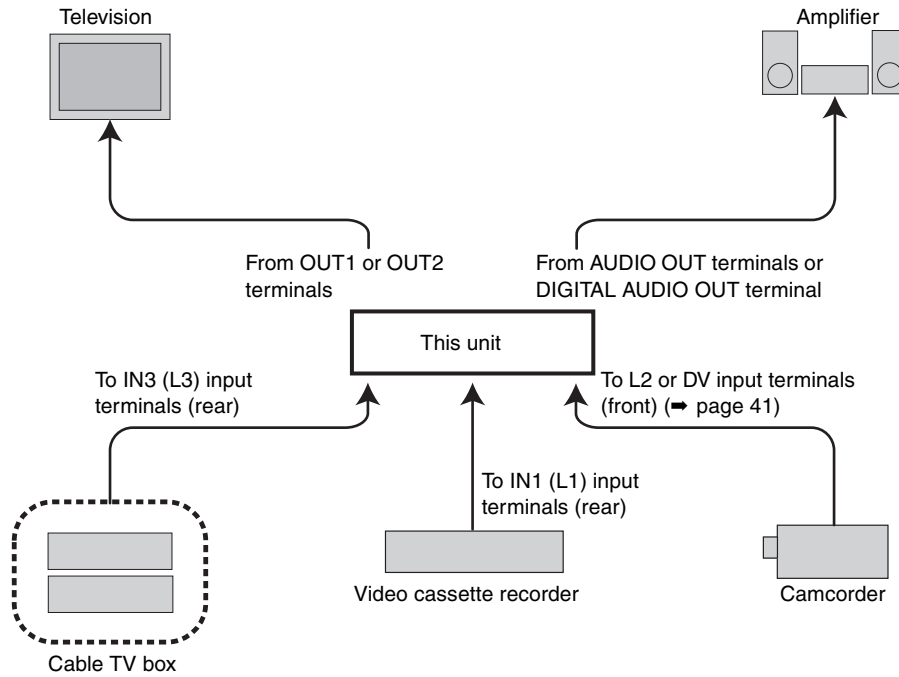 Television
Amplifier
From OUT1 or OUT2
terminals
From AUDIO OUT terminals or
DIGITAL AUDIO OUT terminal
This unit
To IN3 (L3) input
terminals (rear)
To L2 or DV input terminals
(front) (➡ page 41)
To IN1 (L1) input
terminals (rear)
Video cassette recorder
Camcorder
Cable TV box